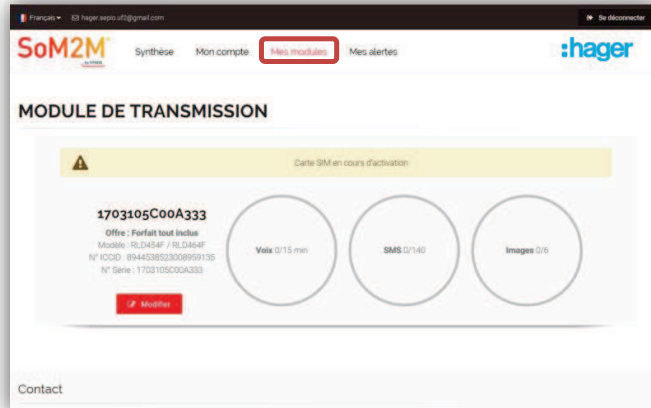 Français hager.sepio.uf2@gmail.com Se déconnecter
SoM2M Synthèse Mon compte Mes modules Mes alertes :hager
MODULE DE TRANSMISSION
Carte SIM en cours d'activation
1703105C00A333
Offre : Forfait tout inclus
Modèle : RLD454F / RLD464F
N° ICCID : 8944538523008959135
N° Série : 1703105C00A333
Voix 0/15 min SMS 0/140 Images 0/6
Modifier
Contact